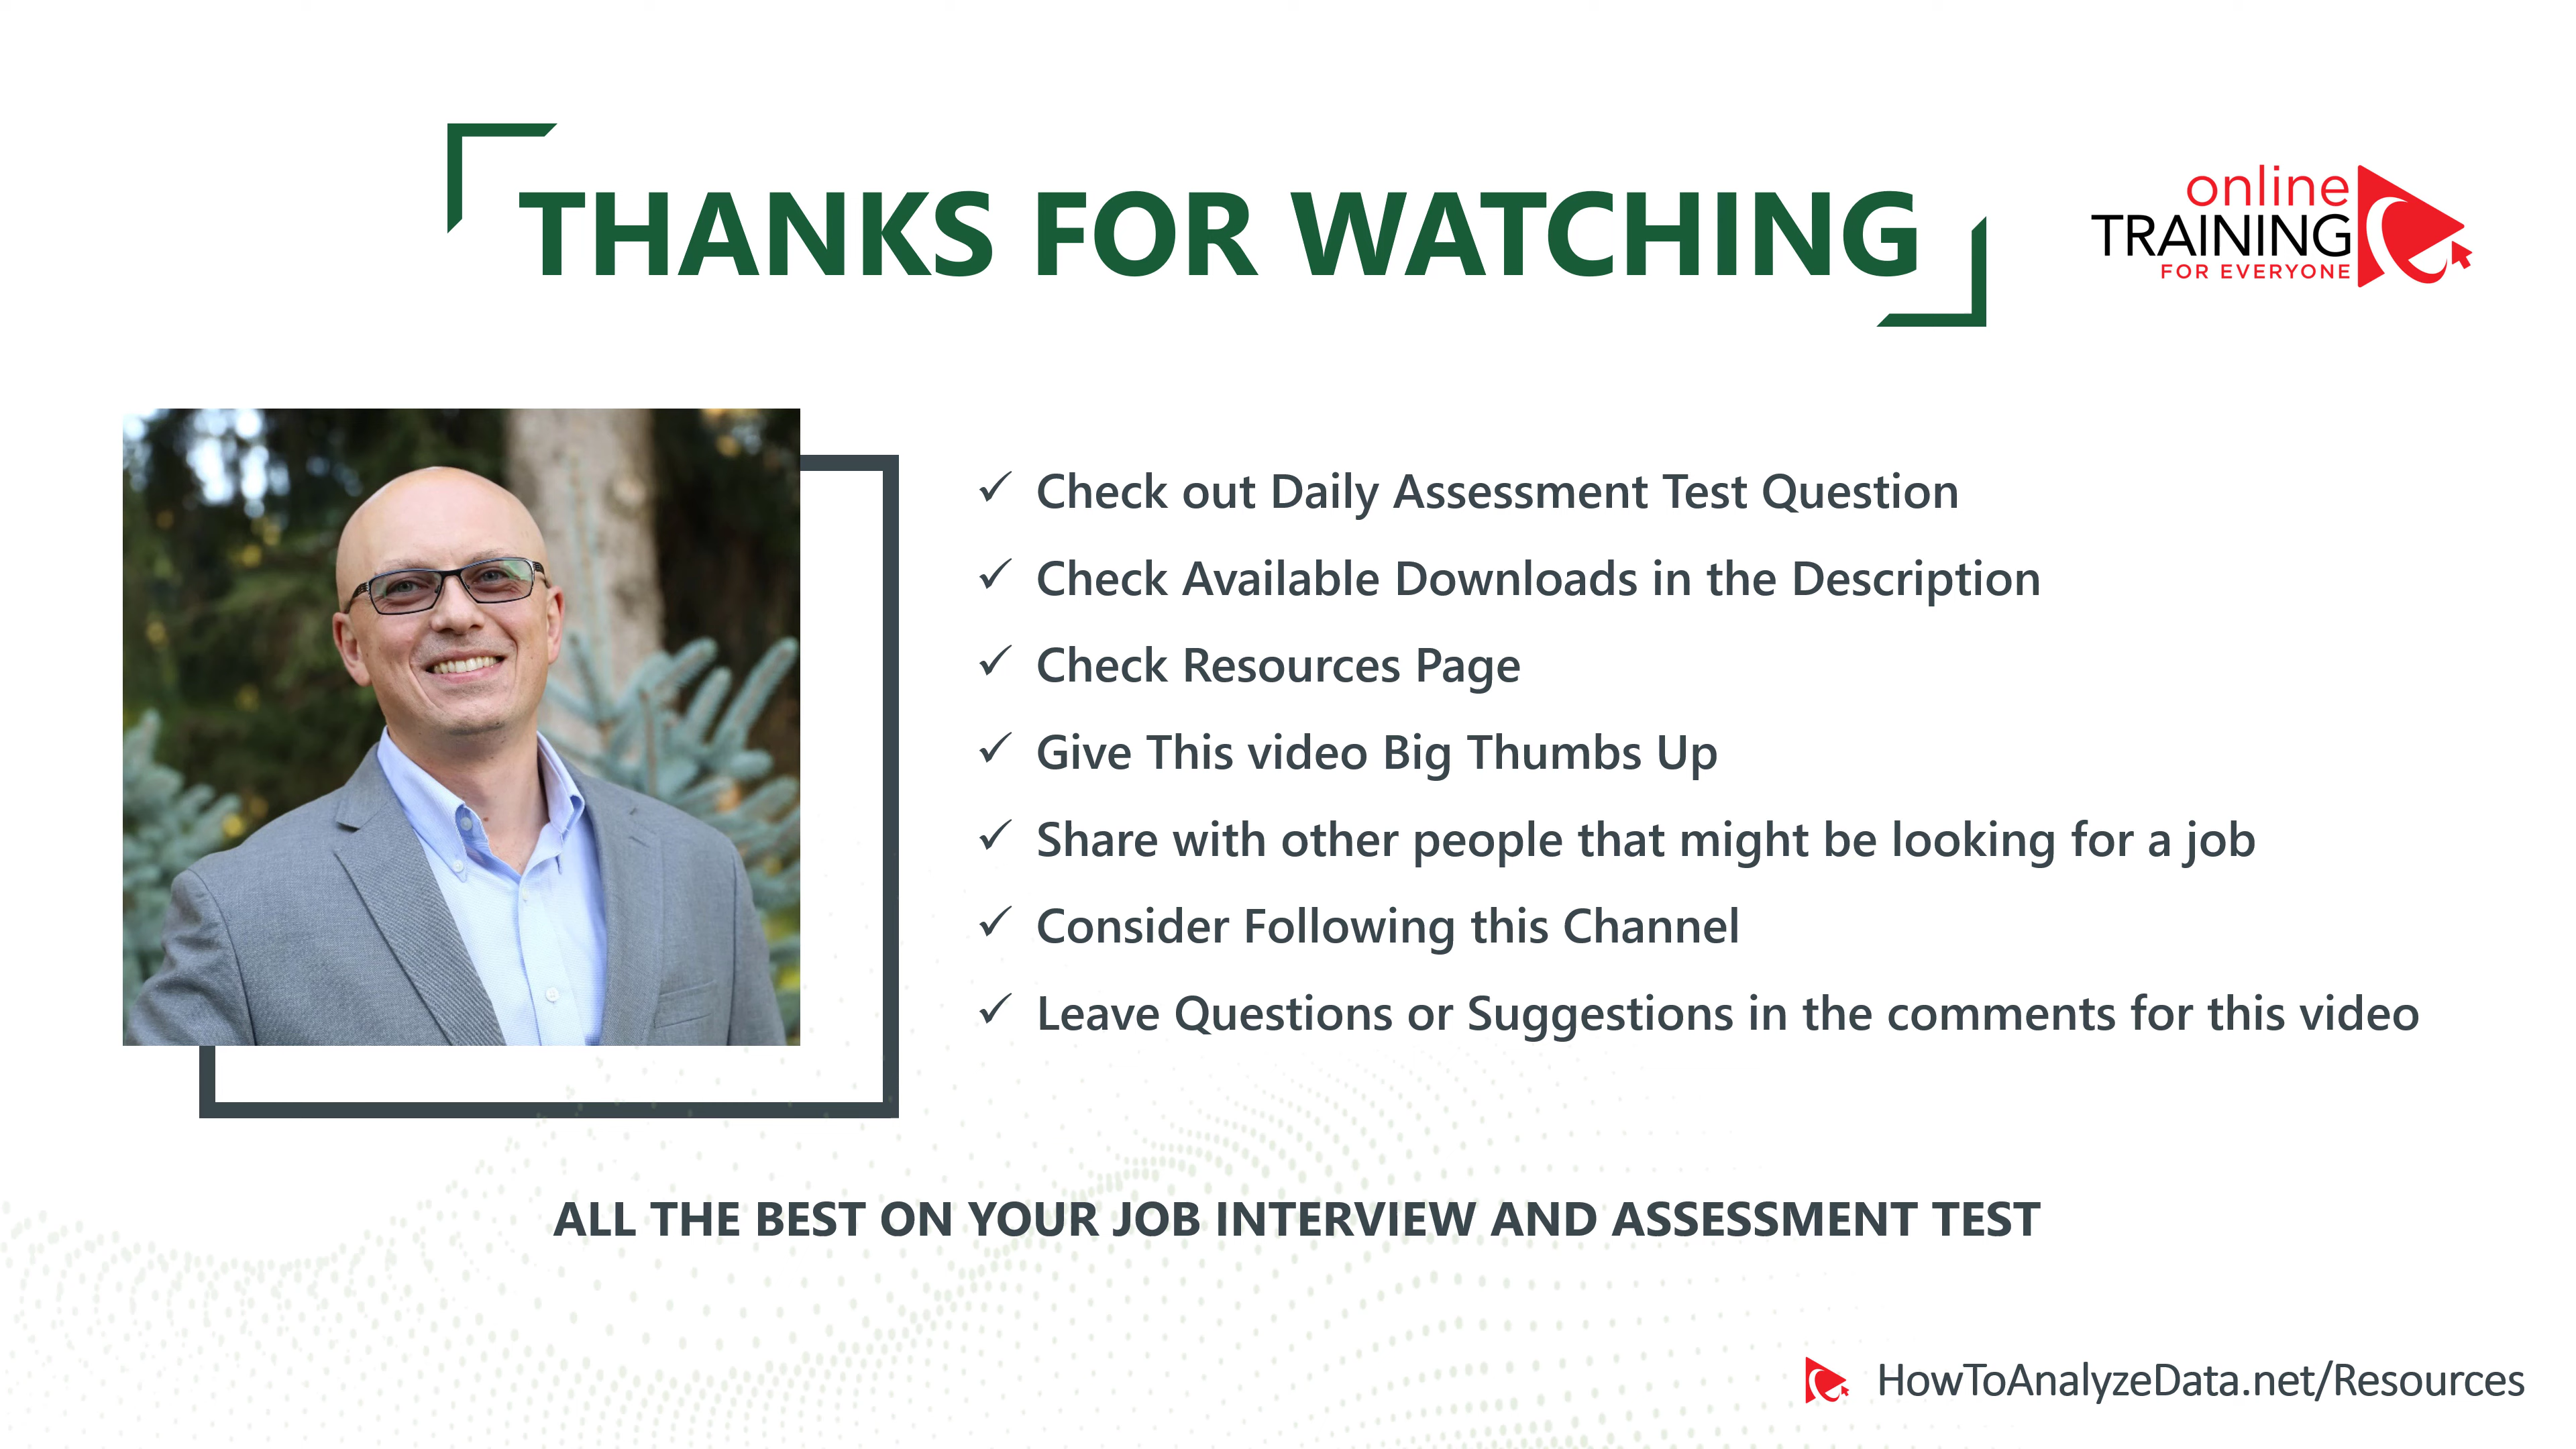 THANKS FOR WATCHING
online
TRAINING
FOR EVERYONE
✓ Check out Daily Assessment Test Question
✓ Check Available Downloads in the Description
✓ Check Resources Page
✓ Give This video Big Thumbs Up
✓ Share with other people that might be looking for a job
✓ Consider Following this Channel
✓ Leave Questions or Suggestions in the comments for this video
ALL THE BEST ON YOUR JOB INTERVIEW AND ASSESSMENT TEST
HowToAnalyzeData.net/Resources